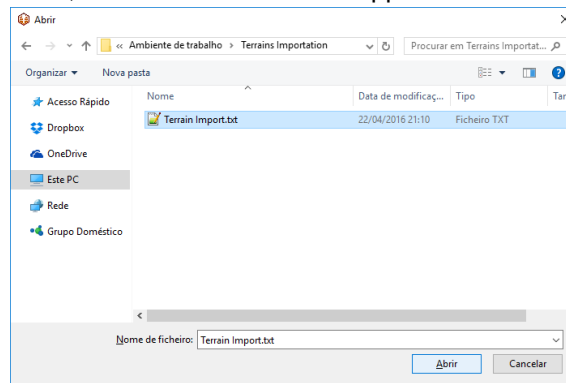 Abrir
« Ambiente de trabalho › Terrains Importation
Procurar em Terrains Importat...
Organizar
Nova pasta
Nome
Data de modificaç...
Tipo
Tar
Acesso Rápido
Terrain Import.txt
22/04/2016 21:10
Ficheiro TXT
Dropbox
OneDrive
Este PC
Rede
Grupo Doméstico
Nome de ficheiro:
Terrain Import.txt
Abrir
Cancelar